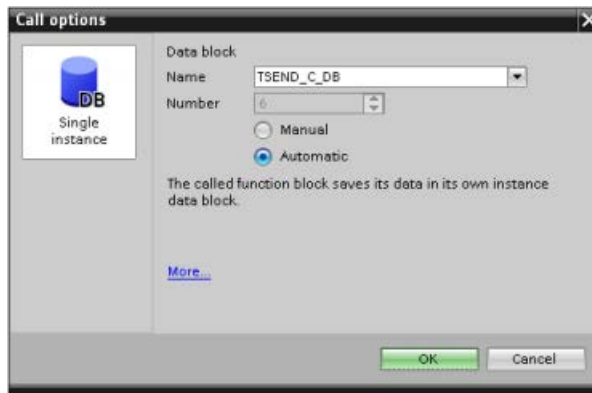 Call options
Data block
Name TSEND_C_DB
Number 6
Manual
Automatic
DB
Single
instance
The called function block saves its data in its own instance
data block.
More...
OK Cancel